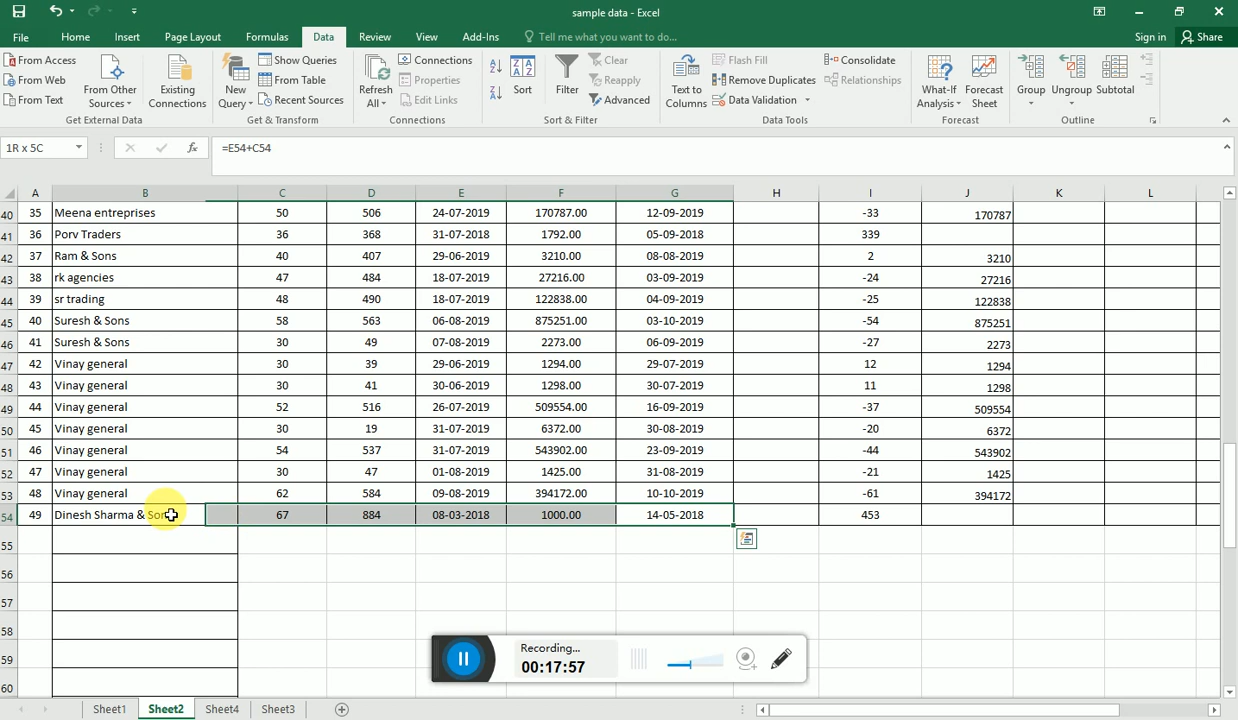 sample data - Excel
File Home Insert Page Layout Formulas Data Review View Add-Ins Tell me what you want to do... Sign in Share
From Access
From Web
From Text
From Other Sources
Existing Connections
Get External Data
New Query
Show Queries
From Table
Recent Sources
Get & Transform
Refresh All
Connections
Properties
Edit Links
Connections
Sort
Filter
Clear
Reapply
Advanced
Sort & Filter
Text to Columns
Flash Fill
Remove Duplicates
Data Validation
Consolidate
Relationships
Data Tools
What-If Analysis
Forecast Sheet
Forecast
Group
Ungroup
Subtotal
Outline
1R x 5C fx =E54+C54
A B C D E F G H I J K L
40 35 Meena entreprises 50 506 24-07-2019 170787.00 12-09-2019 -33 170787
41 36 Porv Traders 36 368 31-07-2018 1792.00 05-09-2018 339
42 37 Ram & Sons 40 407 29-06-2019 3210.00 08-08-2019 2 3210
43 38 rk agencies 47 484 18-07-2019 27216.00 03-09-2019 -24 27216
44 39 sr trading 48 490 18-07-2019 122838.00 04-09-2019 -25 122838
45 40 Suresh & Sons 58 563 06-08-2019 875251.00 03-10-2019 -54 875251
46 41 Suresh & Sons 30 49 07-08-2019 2273.00 06-09-2019 -27 2273
47 42 Vinay general 30 39 29-06-2019 1294.00 29-07-2019 12 1294
48 43 Vinay general 30 41 30-06-2019 1298.00 30-07-2019 11 1298
49 44 Vinay general 52 516 26-07-2019 509554.00 16-09-2019 -37 509554
50 45 Vinay general 30 19 31-07-2019 6372.00 30-08-2019 -20 6372
51 46 Vinay general 54 537 31-07-2019 543902.00 23-09-2019 -44 543902
52 47 Vinay general 30 47 01-08-2019 1425.00 31-08-2019 -21 1425
53 48 Vinay general 62 584 09-08-2019 394172.00 10-10-2019 -61 394172
54 49 Dinesh Sharma & Son 67 884 08-03-2018 1000.00 14-05-2018 453
55
56
57
58
59
60
Recording...
00:17:57
Sheet1 Sheet2 Sheet4 Sheet3